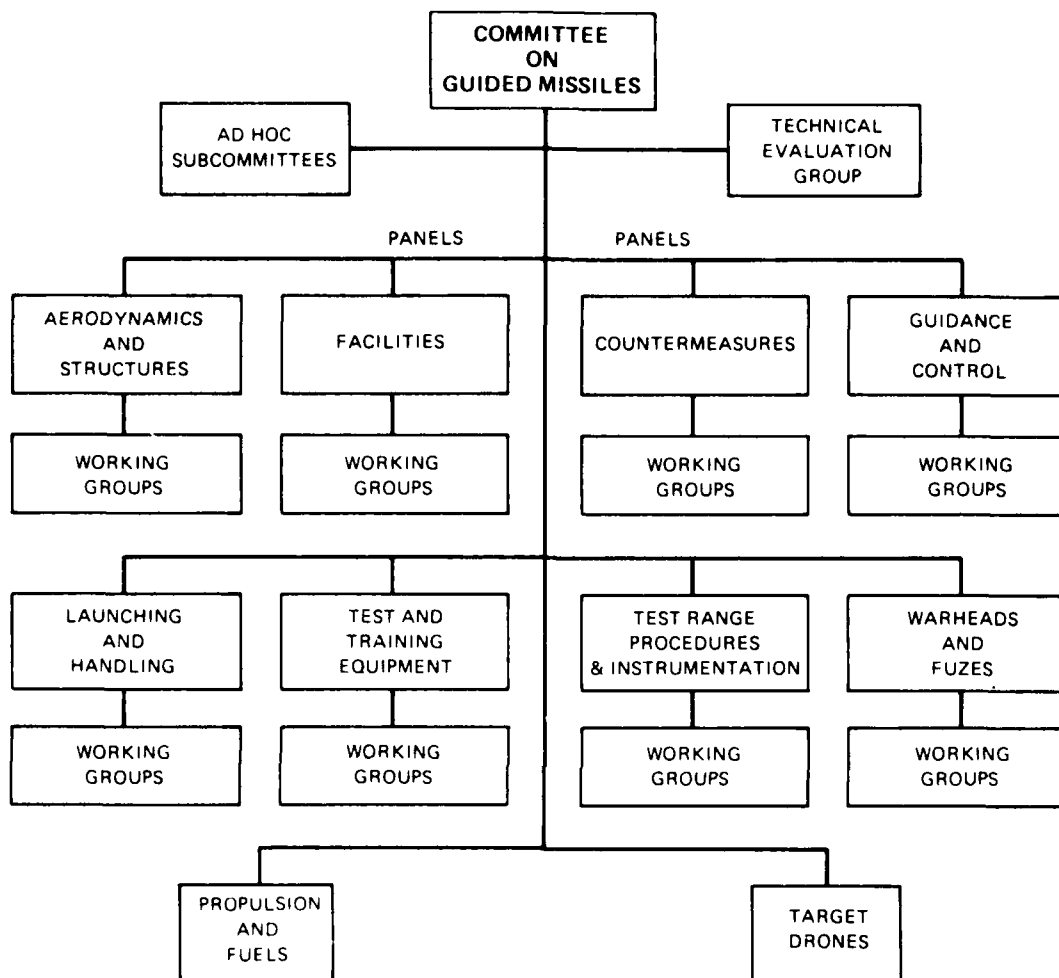 COMMITTEE
ON
GUIDED MISSILES
AD HOC
SUBCOMMITTEES
TECHNICAL
EVALUATION
GROUP
PANELS
PANELS
AERODYNAMICS
AND
STRUCTURES
FACILITIES
COUNTERMEASURES
GUIDANCE
AND
CONTROL
WORKING
GROUPS
WORKING
GROUPS
WORKING
GROUPS
WORKING
GROUPS
LAUNCHING
AND
HANDLING
TEST AND
TRAINING
EQUIPMENT
TEST RANGE
PROCEDURES
& INSTRUMENTATION
WARHEADS
AND
FUZES
WORKING
GROUPS
WORKING
GROUPS
WORKING
GROUPS
WORKING
GROUPS
PROPULSION
AND
FUELS
TARGET
DRONES